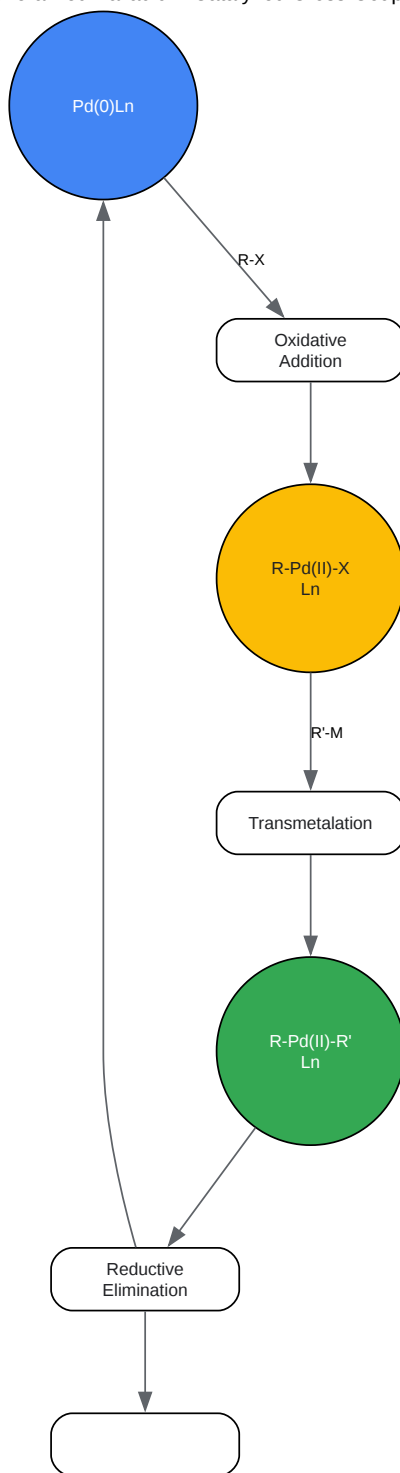 Pd(0)Ln
R-X
Oxidative
Addition
R-Pd(II)-X
Ln
R'-M
Transmetalation
R-Pd(II)-R'
Ln
Reductive
Elimination